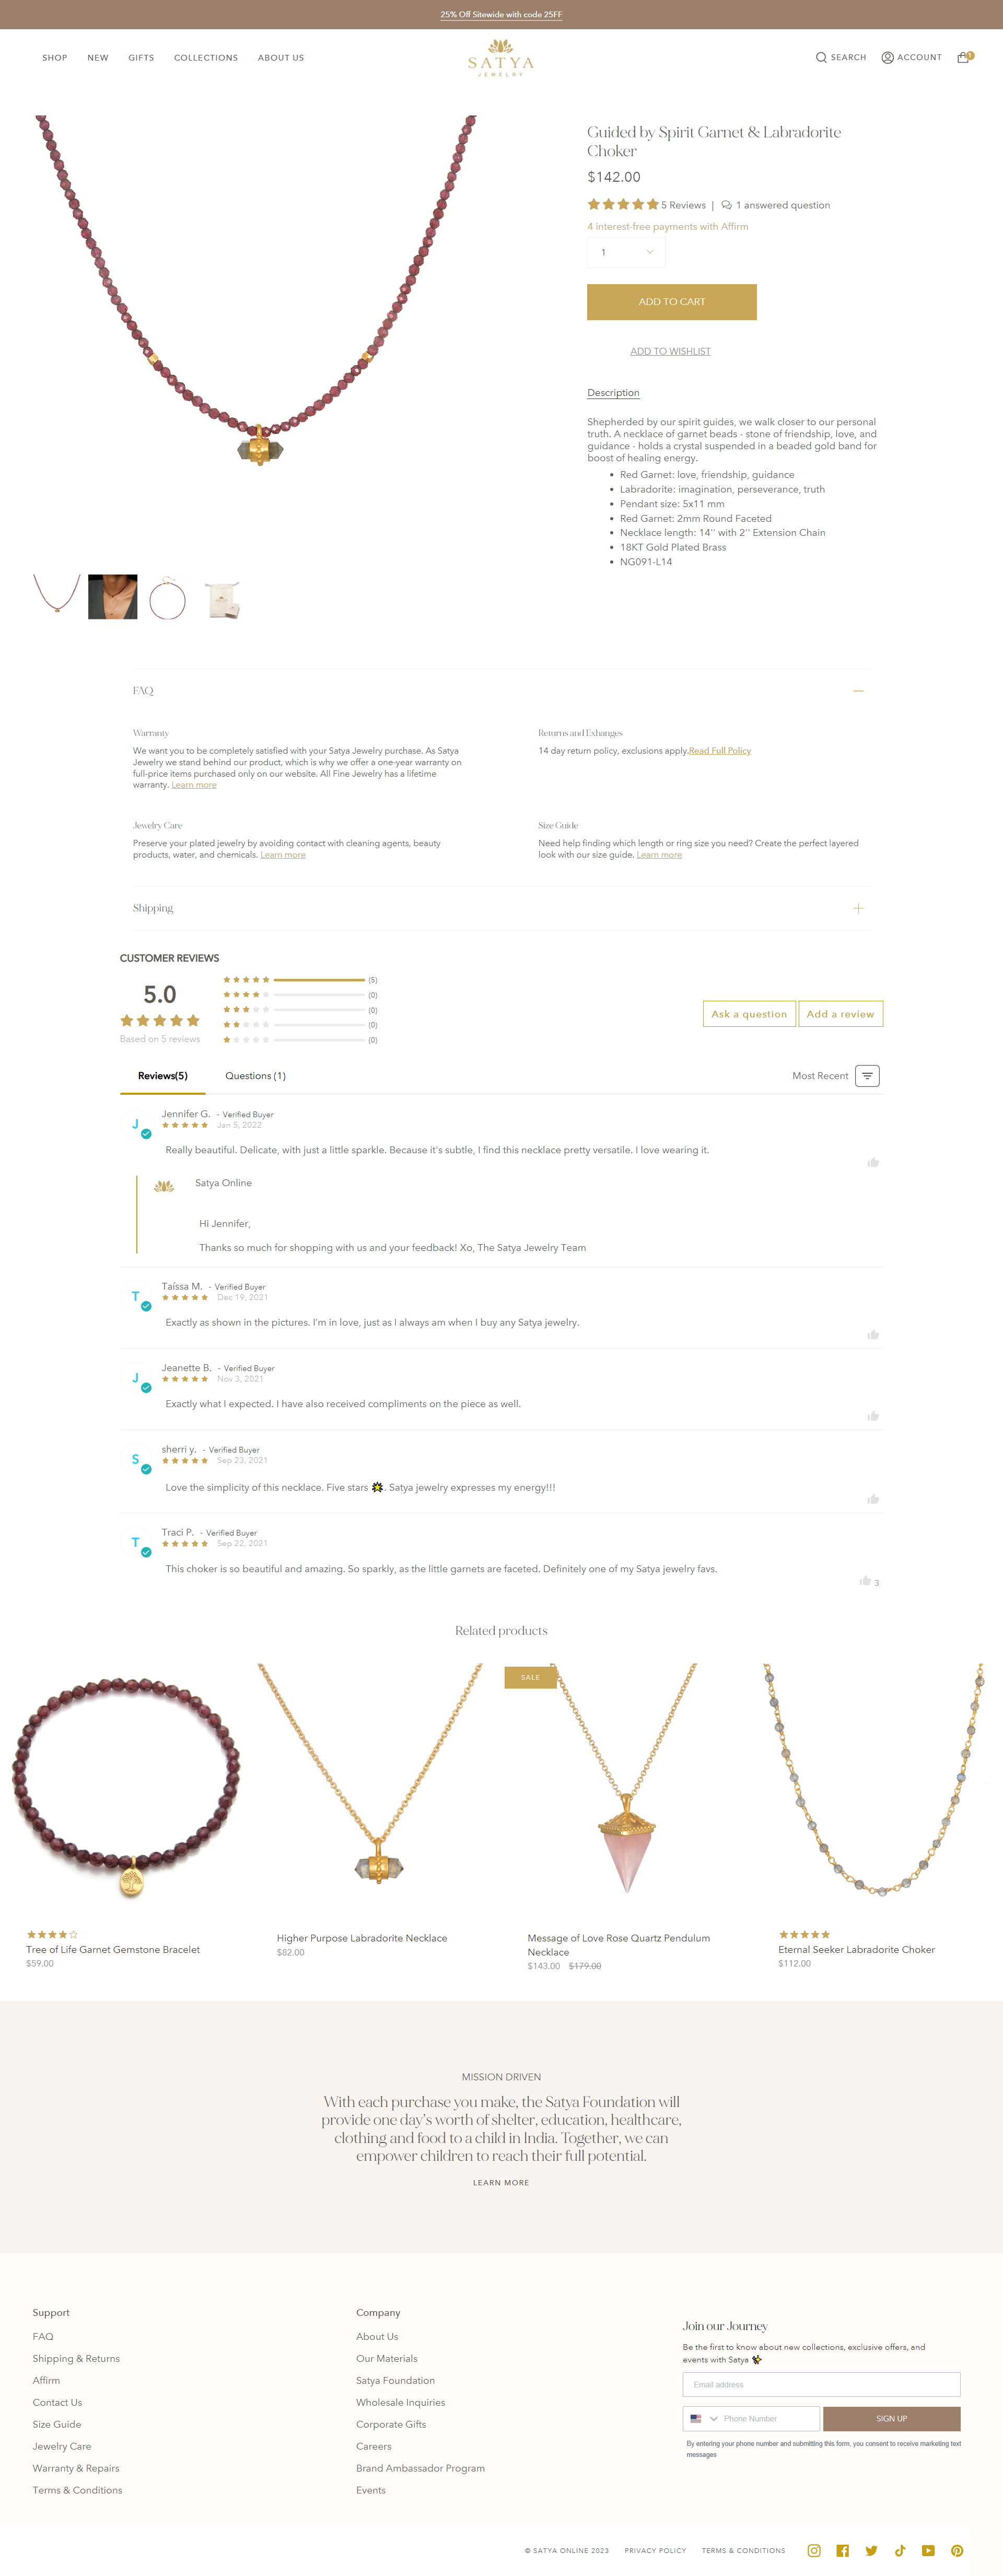 25% Off Sitewide with code 25FF
SHOP NEW GIFTS COLLECTIONS ABOUT US
SATYA
JEWELRY
SEARCH ACCOUNT 1
Guided by Spirit Garnet & Labradorite
Choker
$142.00
5 Reviews | 1 answered question
4 interest-free payments with Affirm
1
ADD TO CART
ADD TO WISHLIST
Description
Shepherded by our spirit guides, we walk closer to our personal
truth. A necklace of garnet beads - stone of friendship, love, and
guidance - holds a crystal suspended in a beaded gold band for
boost of healing energy.
• Red Garnet: love, friendship, guidance
• Labradorite: imagination, perseverance, truth
• Pendant size: 5x11 mm
• Red Garnet: 2mm Round Faceted
• Necklace length: 14'' with 2'' Extension Chain
• 18KT Gold Plated Brass
• NG091-L14
FAQ
Warranty
We want you to be completely satisfied with your Satya Jewelry purchase. As Satya
Jewelry we stand behind our product, which is why we offer a one-year warranty on
full-price items purchased only on our website. All Fine Jewelry has a lifetime
warranty. Learn more
Returns and Exhanges
14 day return policy, exclusions apply.Read Full Policy
Jewelry Care
Preserve your plated jewelry by avoiding contact with cleaning agents, beauty
products, water, and chemicals. Learn more
Size Guide
Need help finding which length or ring size you need? Create the perfect layered
look with our size guide. Learn more
Shipping
CUSTOMER REVIEWS
5.0
Based on 5 reviews
(5)
(0)
(0)
(0)
(0)
Ask a question Add a review
Reviews(5) Questions (1) Most Recent
J
Jennifer G. - Verified Buyer
Jan 5, 2022
Really beautiful. Delicate, with just a little sparkle. Because it's subtle, I find this necklace pretty versatile. I love wearing it.
Satya Online
Hi Jennifer,
Thanks so much for shopping with us and your feedback! Xo, The Satya Jewelry Team
T
Taíssa M. - Verified Buyer
Dec 19, 2021
Exactly as shown in the pictures. I'm in love, just as I always am when I buy any Satya jewelry.
J
Jeanette B. - Verified Buyer
Nov 3, 2021
Exactly what I expected. I have also received compliments on the piece as well.
S
sherri y. - Verified Buyer
Sep 23, 2021
Love the simplicity of this necklace. Five stars 🌟. Satya jewelry expresses my energy!!!
T
Traci P. - Verified Buyer
Sep 22, 2021
This choker is so beautiful and amazing. So sparkly, as the little garnets are faceted. Definitely one of my Satya jewelry favs.
3
Related products
SALE
Tree of Life Garnet Gemstone Bracelet
$59.00
Higher Purpose Labradorite Necklace
$82.00
Message of Love Rose Quartz Pendulum
Necklace
$143.00 $179.00
Eternal Seeker Labradorite Choker
$112.00
MISSION DRIVEN
With each purchase you make, the Satya Foundation will
provide one day's worth of shelter, education, healthcare,
clothing and food to a child in India. Together, we can
empower children to reach their full potential.
LEARN MORE
Support
FAQ
Shipping & Returns
Affirm
Contact Us
Size Guide
Jewelry Care
Warranty & Repairs
Terms & Conditions
Company
About Us
Our Materials
Satya Foundation
Wholesale Inquiries
Corporate Gifts
Careers
Brand Ambassador Program
Events
Join our Journey
Be the first to know about new collections, exclusive offers, and
events with Satya ✨
Email address
Phone Number
SIGN UP
By entering your phone number and submitting this form, you consent to receive marketing text
messages
© SATYA ONLINE 2023 PRIVACY POLICY TERMS & CONDITIONS